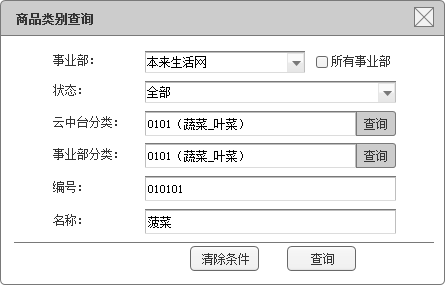 商品类别查询
事业部： 本来生活网 所有事业部
状态： 全部
云中台分类： 0101（蔬菜_叶菜） 查询
事业部分类： 0101（蔬菜_叶菜） 查询
编号： 010101
名称： 菠菜
清除条件 查询